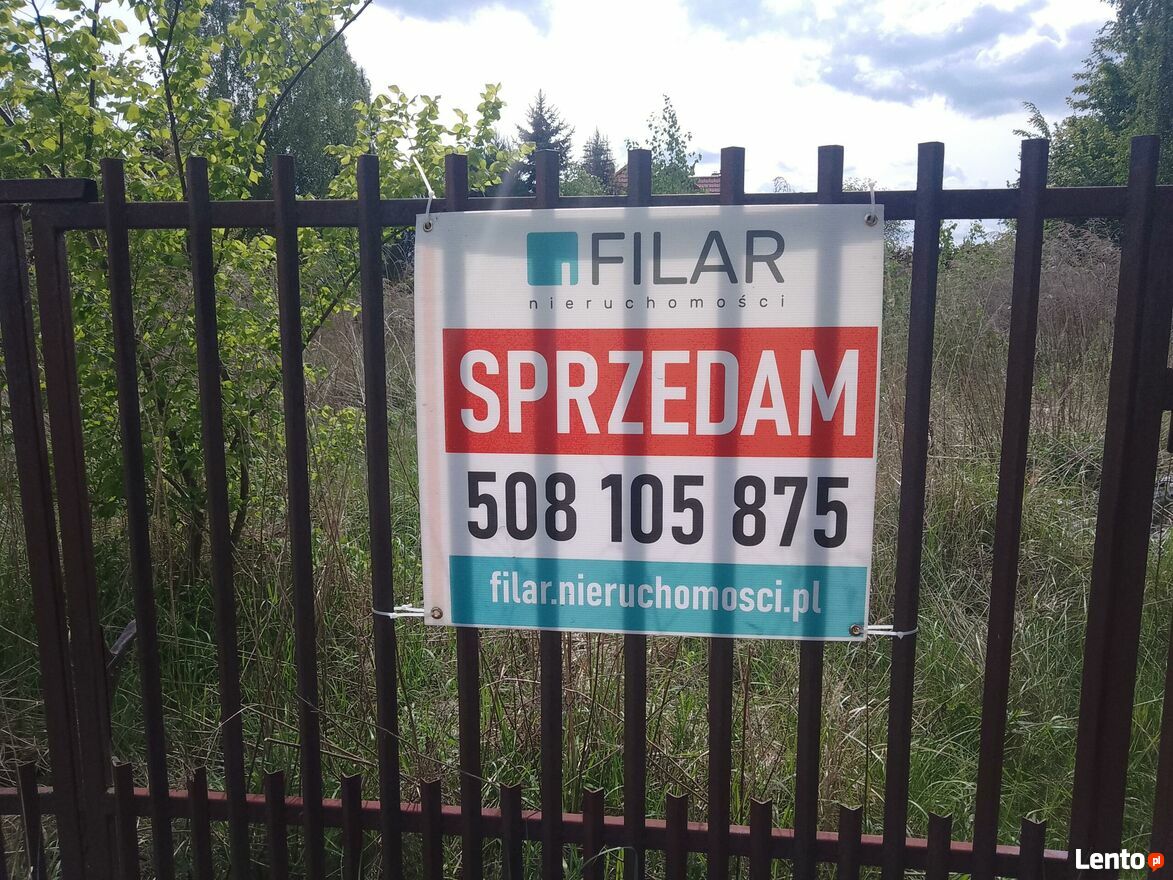 FILAR
nieruchomości
SPRZEDAM
508 105 875
filar.nieruchomosci.pl
Lento.pl